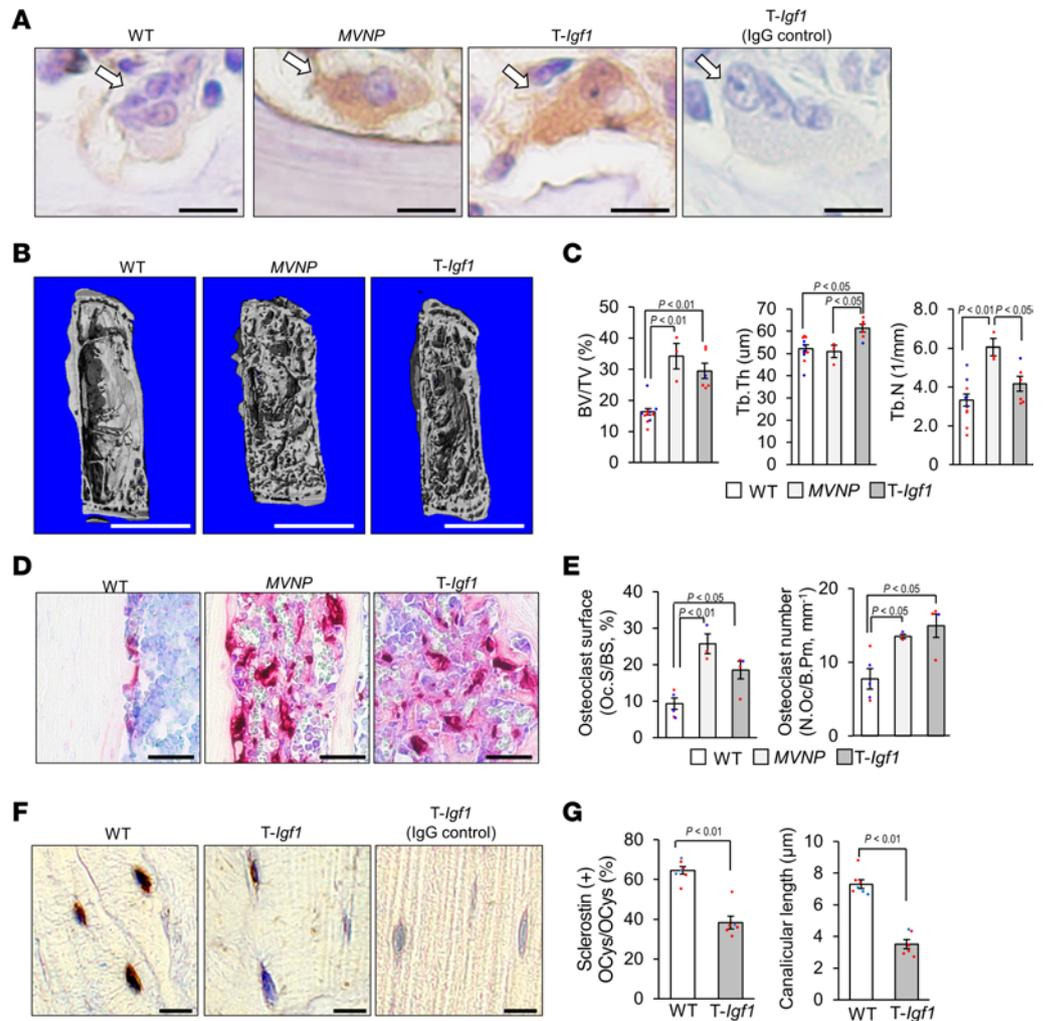 A
WT
MVNP
T-Igf1
T-Igf1
(IgG control)
B
WT
MVNP
T-Igf1
C
BV/TV (%)
50
40
30
20
10
0
P < 0.01
P < 0.01
Tb.Th (um)
70
60
50
40
30
20
10
0
P < 0.05
P < 0.05
Tb.N (1/mm)
8.0
6.0
4.0
2.0
0
P < 0.01
P < 0.05
WT
MVNP
T-Igf1
D
WT
MVNP
T-Igf1
E
Osteoclast surface
(Oc.S/BS, %)
40
30
20
10
0
P < 0.05
P < 0.01
Osteoclast number
(N.Oc/B.Pm, mm⁻¹)
20
10
0
P < 0.05
P < 0.05
WT
MVNP
T-Igf1
F
WT
T-Igf1
T-Igf1
(IgG control)
G
Sclerostin (+)
OCys/OCys (%)
80
60
40
20
0
P < 0.01
WT
T-Igf1
Canalicular length (µm)
10
8
6
4
2
0
P < 0.01
WT
T-Igf1